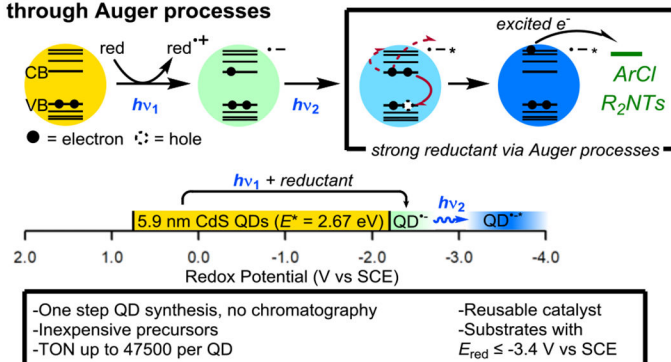 through Auger processes
red red•+
•–
•–*
excited e-
•–*
CB
VB
hν1
hν2
ArCl
R2NTs
= electron = hole
strong reductant via Auger processes
hν1 + reductant
hν2
5.9 nm CdS QDs (E* = 2.67 eV) QD•- QD•-*
2.0 1.0 0.0 -1.0 -2.0 -3.0 -4.0
Redox Potential (V vs SCE)
-One step QD synthesis, no chromatography
-Inexpensive precursors
-TON up to 47500 per QD
-Reusable catalyst
-Substrates with
Ered ≤ -3.4 V vs SCE